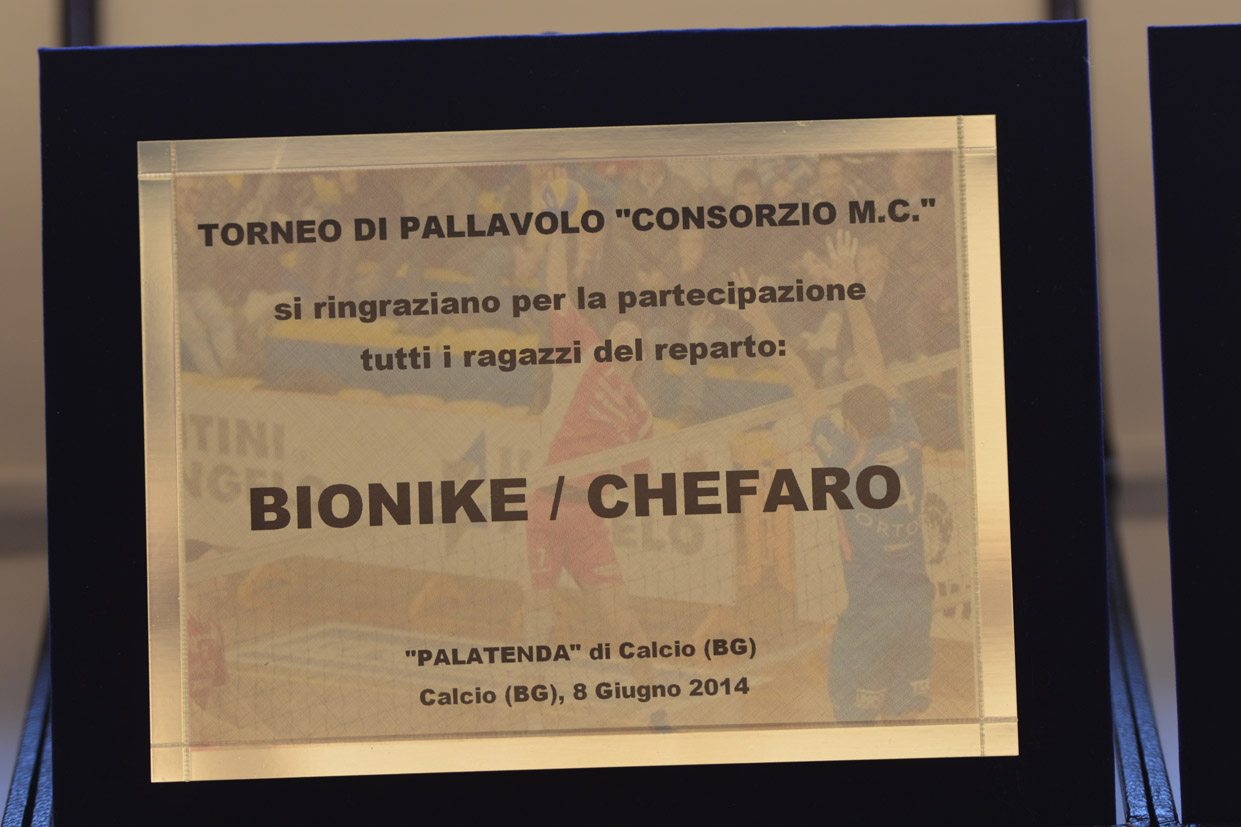 TORNEO DI PALLAVOLO "CONSORZIO M.C."
si ringraziano per la partecipazione
tutti i ragazzi del reparto:
BIONIKE / CHEFARO
"PALATENDA" di Calcio (BG)
Calcio (BG), 8 Giugno 2014